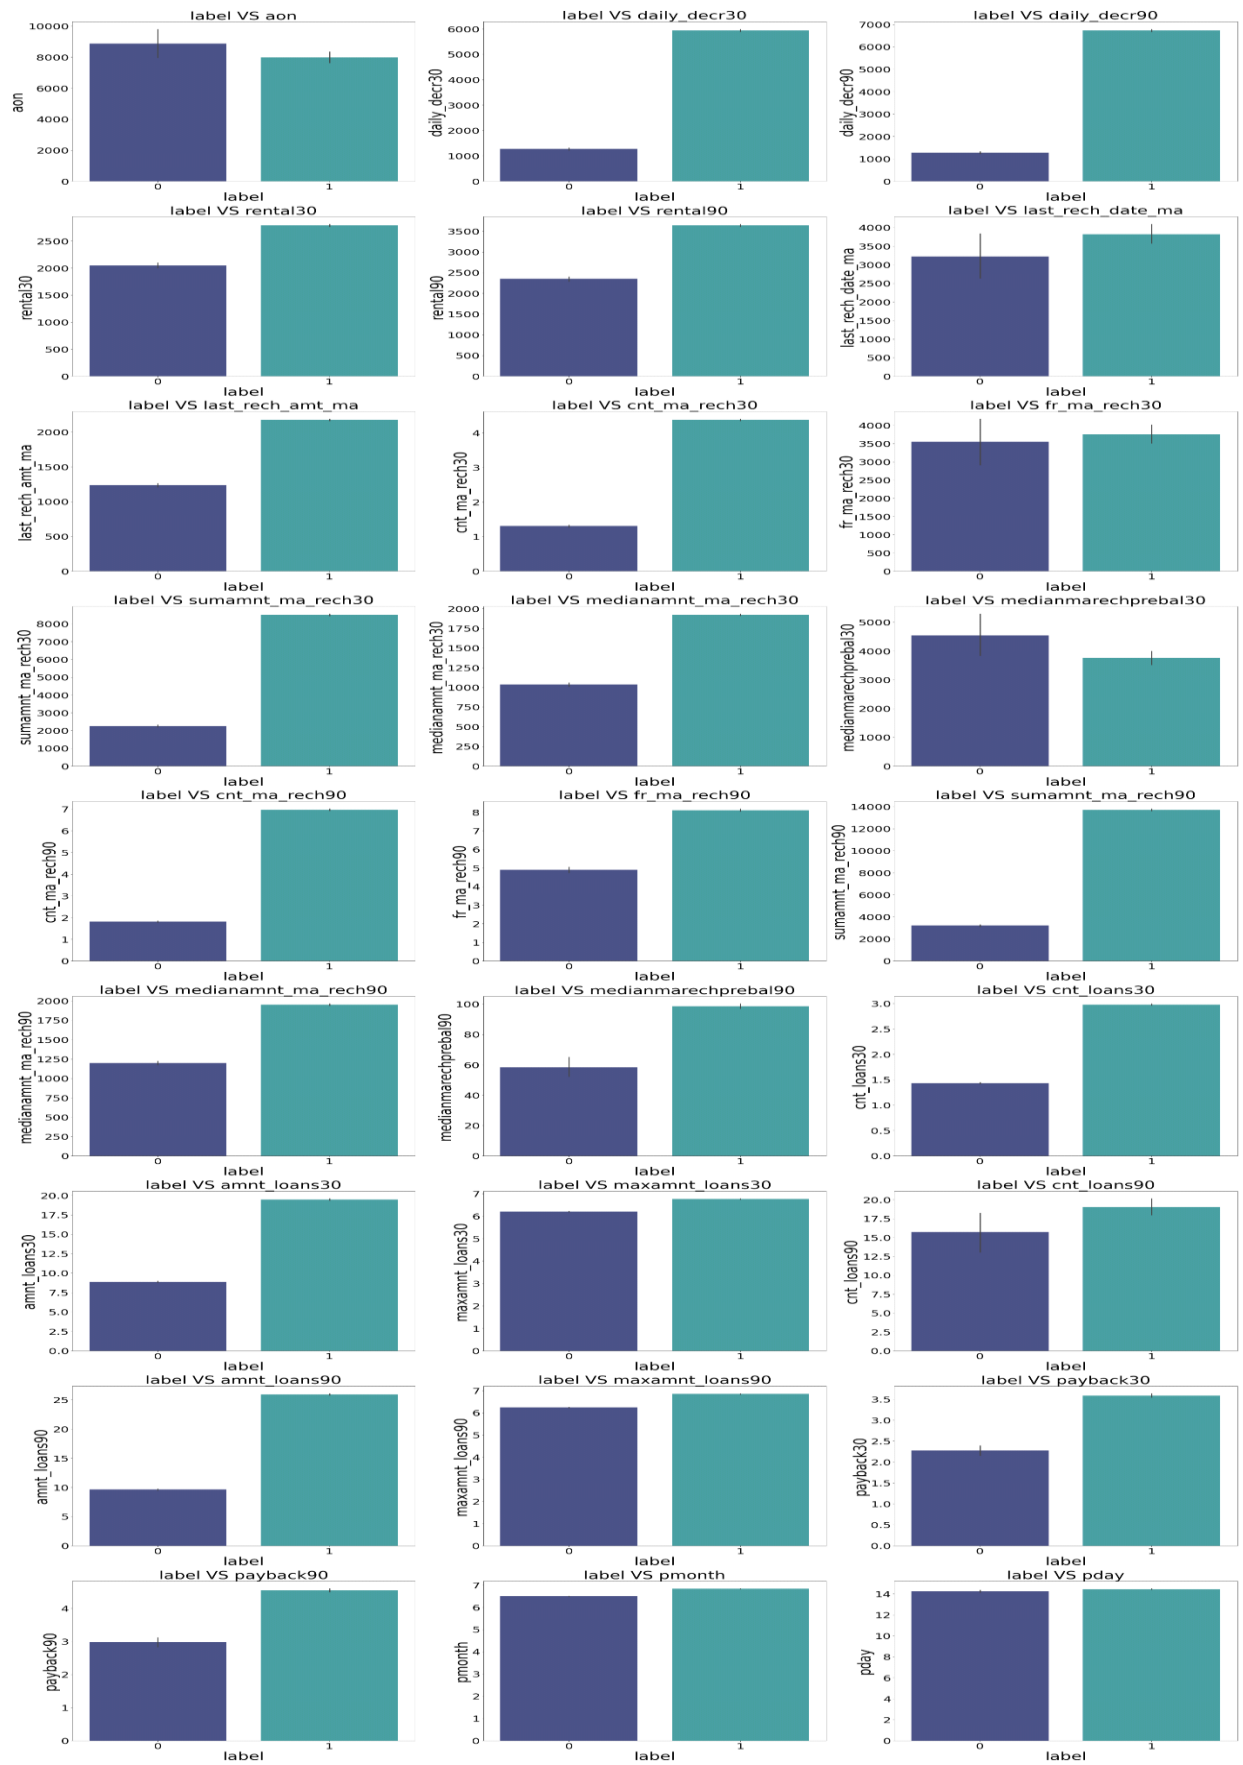 label VS aon
10000
8000
6000
4000
2000
0
aon
0 1
label
label VS daily_decr30
6000
5000
4000
3000
2000
1000
0
daily_decr30
0 1
label
label VS daily_decr90
7000
6000
5000
4000
3000
2000
1000
0
daily_decr90
0 1
label
label VS rental30
2500
2000
1500
1000
500
0
rental30
0 1
label
label VS rental90
3500
3000
2500
2000
1500
1000
500
0
rental90
0 1
label
label VS last_rech_date_ma
4000
3500
3000
2500
2000
1500
1000
500
0
last_rech_date_ma
0 1
label
label VS last_rech_amt_ma
2000
1500
1000
500
0
last_rech_amt_ma
0 1
label
label VS cnt_ma_rech30
4
3
2
1
0
cnt_ma_rech30
0 1
label
label VS fr_ma_rech30
4000
3500
3000
2500
2000
1500
1000
500
0
fr_ma_rech30
0 1
label
label VS sumamnt_ma_rech30
8000
7000
6000
5000
4000
3000
2000
1000
0
sumamnt_ma_rech30
0 1
label
label VS medianamnt_ma_rech30
2000
1750
1500
1250
1000
750
500
250
0
medianamnt_ma_rech30
0 1
label
label VS medianmarechprebal30
5000
4000
3000
2000
1000
0
medianmarechprebal30
0 1
label
label VS cnt_ma_rech90
7
6
5
4
3
2
1
0
cnt_ma_rech90
0 1
label
label VS fr_ma_rech90
8
7
6
5
4
3
2
1
0
fr_ma_rech90
0 1
label
label VS sumamnt_ma_rech90
14000
12000
10000
8000
6000
4000
2000
0
sumamnt_ma_rech90
0 1
label
label VS medianamnt_ma_rech90
2000
1750
1500
1250
1000
750
500
250
0
medianamnt_ma_rech90
0 1
label
label VS medianmarechprebal90
100
80
60
40
20
0
medianmarechprebal90
0 1
label
label VS cnt_loans30
3.0
2.5
2.0
1.5
1.0
0.5
0.0
cnt_loans30
0 1
label
label VS amnt_loans30
20.0
17.5
15.0
12.5
10.0
7.5
5.0
2.5
0.0
amnt_loans30
0 1
label
label VS maxamnt_loans30
7
6
5
4
3
2
1
0
maxamnt_loans30
0 1
label
label VS cnt_loans90
20.0
17.5
15.0
12.5
10.0
7.5
5.0
2.5
0.0
cnt_loans90
0 1
label
label VS amnt_loans90
25
20
15
10
5
0
amnt_loans90
0 1
label
label VS maxamnt_loans90
7
6
5
4
3
2
1
0
maxamnt_loans90
0 1
label
label VS payback30
3.5
3.0
2.5
2.0
1.5
1.0
0.5
0.0
payback30
0 1
label
label VS payback90
4
3
2
1
0
payback90
0 1
label
label VS pmonth
7
6
5
4
3
2
1
0
pmonth
0 1
label
label VS pday
14
12
10
8
6
4
2
0
pday
0 1
label